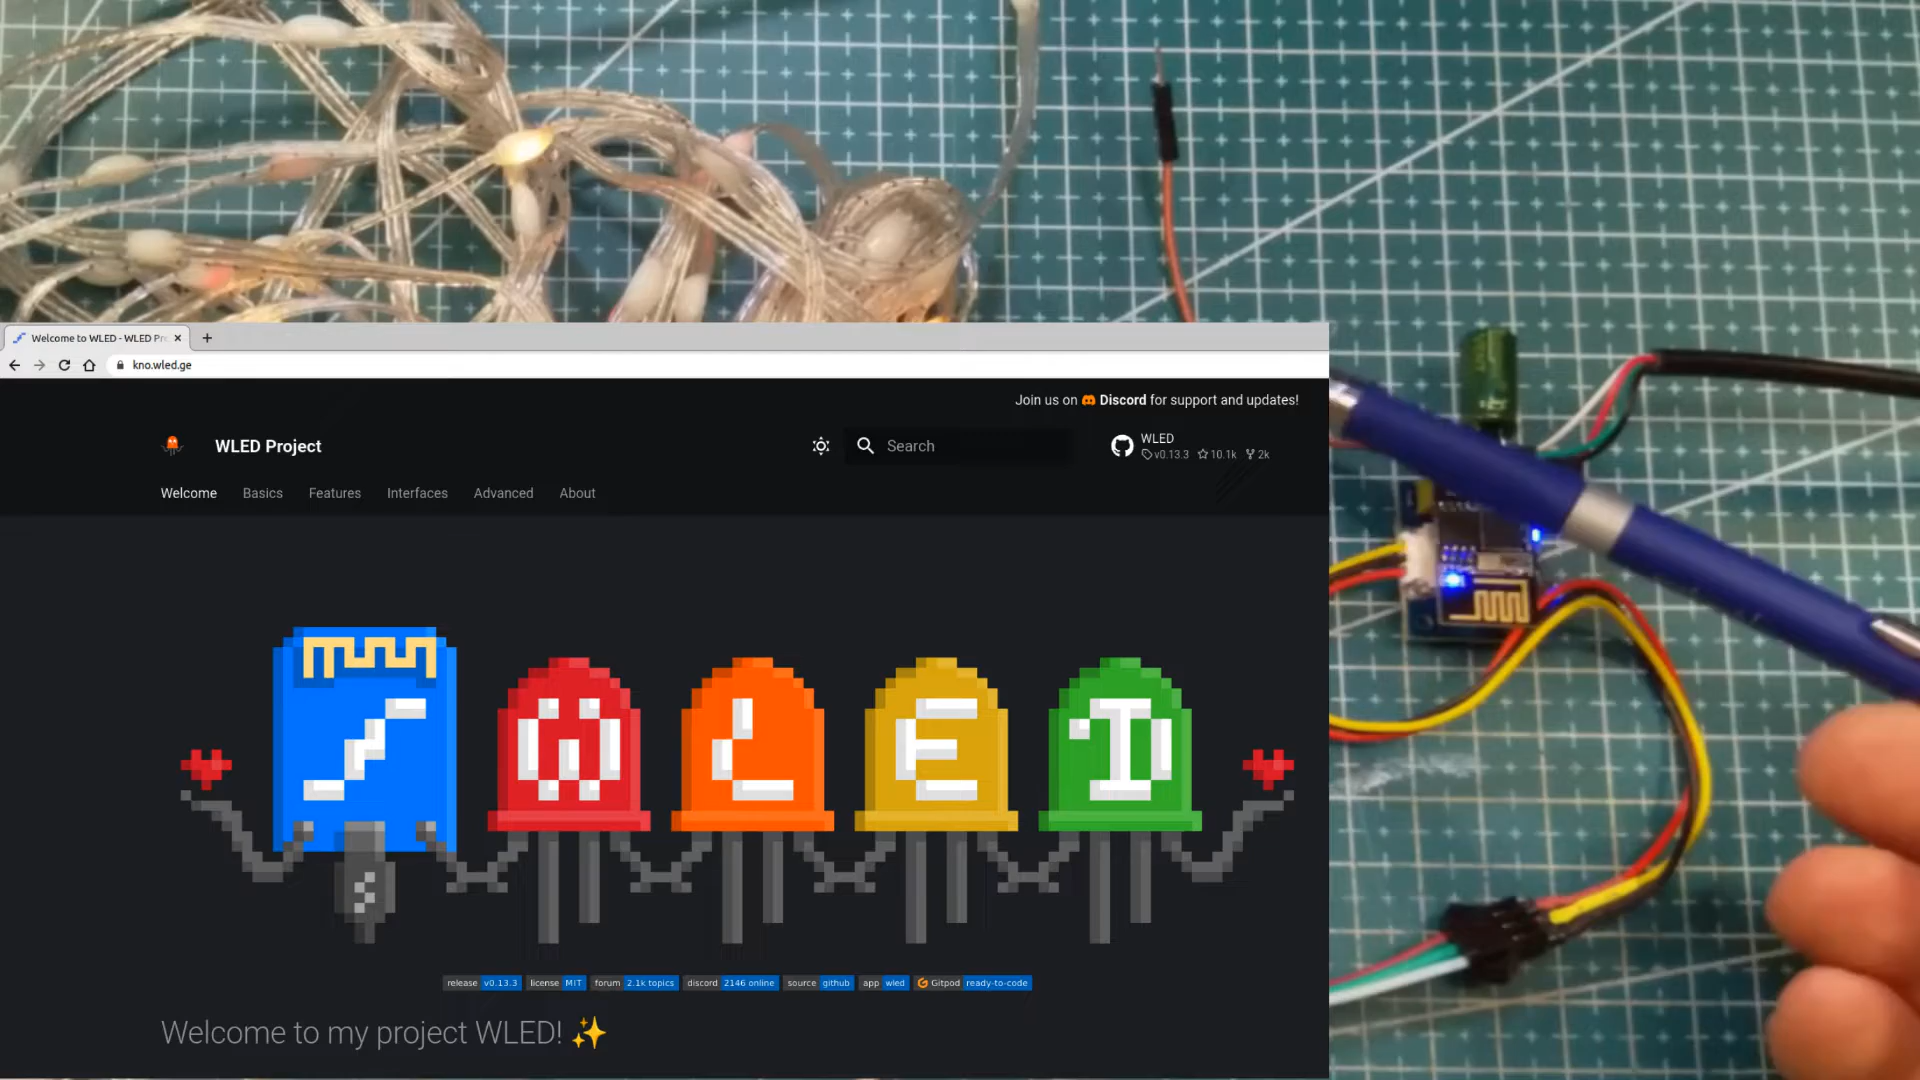 Welcome to WLED - WLED Pr
kno.wled.ge
Join us on Discord for support and updates!
WLED Project
Search
WLED
v0.13.3 10.1k 2k
Welcome Basics Features Interfaces Advanced About
W L E D
release v0.13.3 license MIT forum 2.1k topics discord 2146 online source github app wled Gitpod ready-to-code
Welcome to my project WLED! ✨